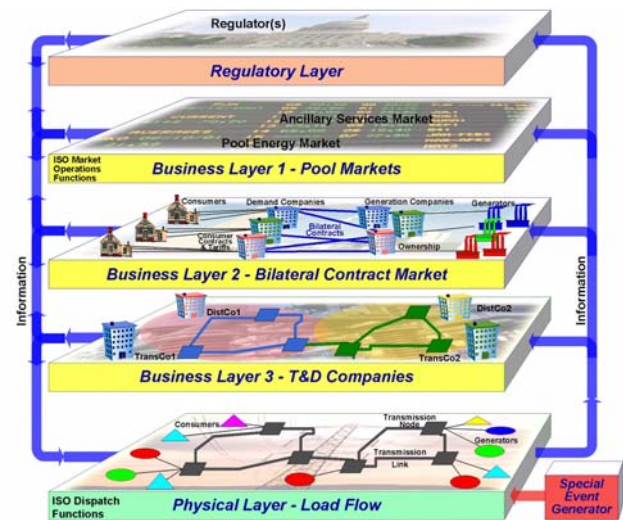 Regulator(s)
Regulatory Layer
Ancillary Services Market
Pool Energy Market
ISO Market
Operations
Functions
Business Layer 1 - Pool Markets
Consumers
Demand Companies
Generation Companies
Generators
Bilateral
Contracts
Consumer
Contracts
& Tariffs
Ownership
Business Layer 2 - Bilateral Contract Market
Information
Information
DistCo1
DistCo2
TransCo1
TransCo2
Business Layer 3 - T&D Companies
Consumers
Transmission
Node
Generators
Transmission
Link
ISO Dispatch
Functions
Physical Layer - Load Flow
Special
Event
Generator